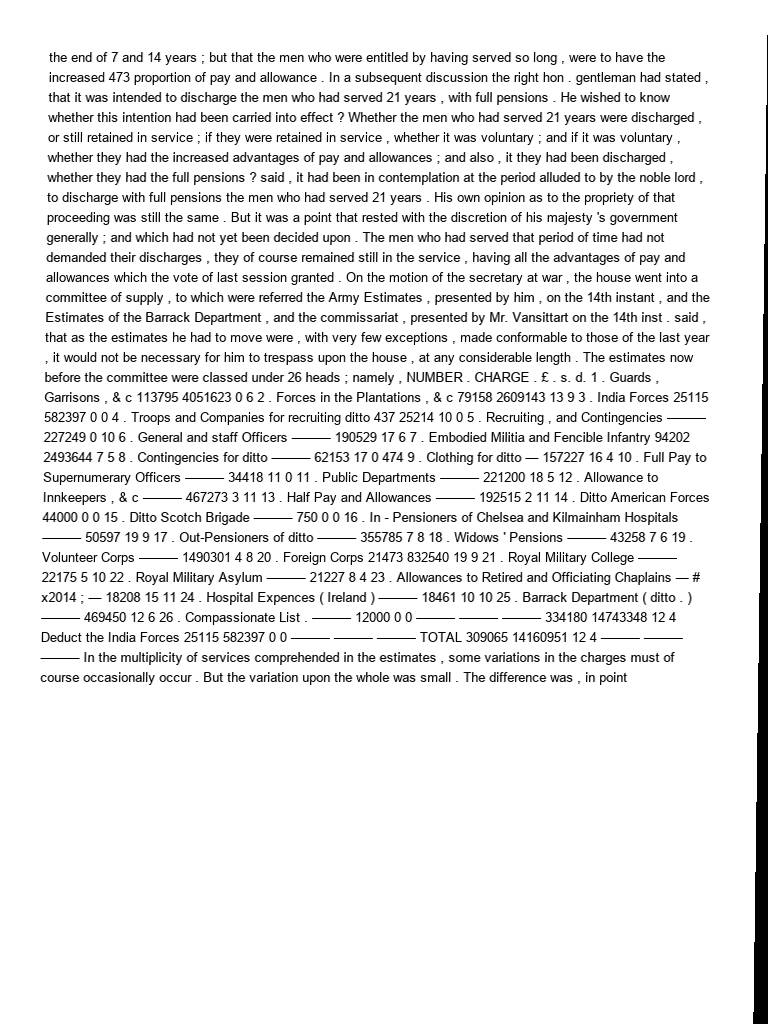 the end of 7 and 14 years ; but that the men who were entitled by having served so long , were to have the
increased 473 proportion of pay and allowance . In a subsequent discussion the right hon . gentleman had stated ,
that it was intended to discharge the men who had served 21 years , with full pensions . He wished to know
whether this intention had been carried into effect ? Whether the men who had served 21 years were discharged ,
or still retained in service ; if they were retained in service , whether it was voluntary ; and if it was voluntary ,
whether they had the increased advantages of pay and allowances ; and also , it they had been discharged ,
whether they had the full pensions ? said , it had been in contemplation at the period alluded to by the noble lord ,
to discharge with full pensions the men who had served 21 years . His own opinion as to the propriety of that
proceeding was still the same . But it was a point that rested with the discretion of his majesty 's government
generally ; and which had not yet been decided upon . The men who had served that period of time had not
demanded their discharges , they of course remained still in the service , having all the advantages of pay and
allowances which the vote of last session granted . On the motion of the secretary at war , the house went into a
committee of supply , to which were referred the Army Estimates , presented by him , on the 14th instant , and the
Estimates of the Barrack Department , and the commissariat , presented by Mr. Vansittart on the 14th inst . said ,
that as the estimates he had to move were , with very few exceptions , made conformable to those of the last year
, it would not be necessary for him to trespass upon the house , at any considerable length . The estimates now
before the committee were classed under 26 heads ; namely , NUMBER . CHARGE . £ . s. d. 1 . Guards ,
Garrisons , & c 113795 4051623 0 6 2 . Forces in the Plantations , & c 79158 2609143 13 9 3 . India Forces 25115
582397 0 0 4 . Troops and Companies for recruiting ditto 437 25214 10 0 5 . Recruiting , and Contingencies ———
227249 0 10 6 . General and staff Officers ——— 190529 17 6 7 . Embodied Militia and Fencible Infantry 94202
2493644 7 5 8 . Contingencies for ditto ——— 62153 17 0 474 9 . Clothing for ditto — 157227 16 4 10 . Full Pay to
Supernumerary Officers ——— 34418 11 0 11 . Public Departments ——— 221200 18 5 12 . Allowance to
Innkeepers , & c ——— 467273 3 11 13 . Half Pay and Allowances ——— 192515 2 11 14 . Ditto American Forces
44000 0 0 15 . Ditto Scotch Brigade ——— 750 0 0 16 . In - Pensioners of Chelsea and Kilmainham Hospitals
——— 50597 19 9 17 . Out-Pensioners of ditto ——— 355785 7 8 18 . Widows ' Pensions ——— 43258 7 6 19 .
Volunteer Corps ——— 1490301 4 8 20 . Foreign Corps 21473 832540 19 9 21 . Royal Military College ———
22175 5 10 22 . Royal Military Asylum ——— 21227 8 4 23 . Allowances to Retired and Officiating Chaplains — #
x2014 ; — 18208 15 11 24 . Hospital Expences ( Ireland ) ——— 18461 10 10 25 . Barrack Department ( ditto . )
——— 469450 12 6 26 . Compassionate List . ——— 12000 0 0 ——— ——— ——— 334180 14743348 12 4
Deduct the India Forces 25115 582397 0 0 ——— ——— ——— TOTAL 309065 14160951 12 4 ——— ———
——— In the multiplicity of services comprehended in the estimates , some variations in the charges must of
course occasionally occur . But the variation upon the whole was small . The difference was , in point